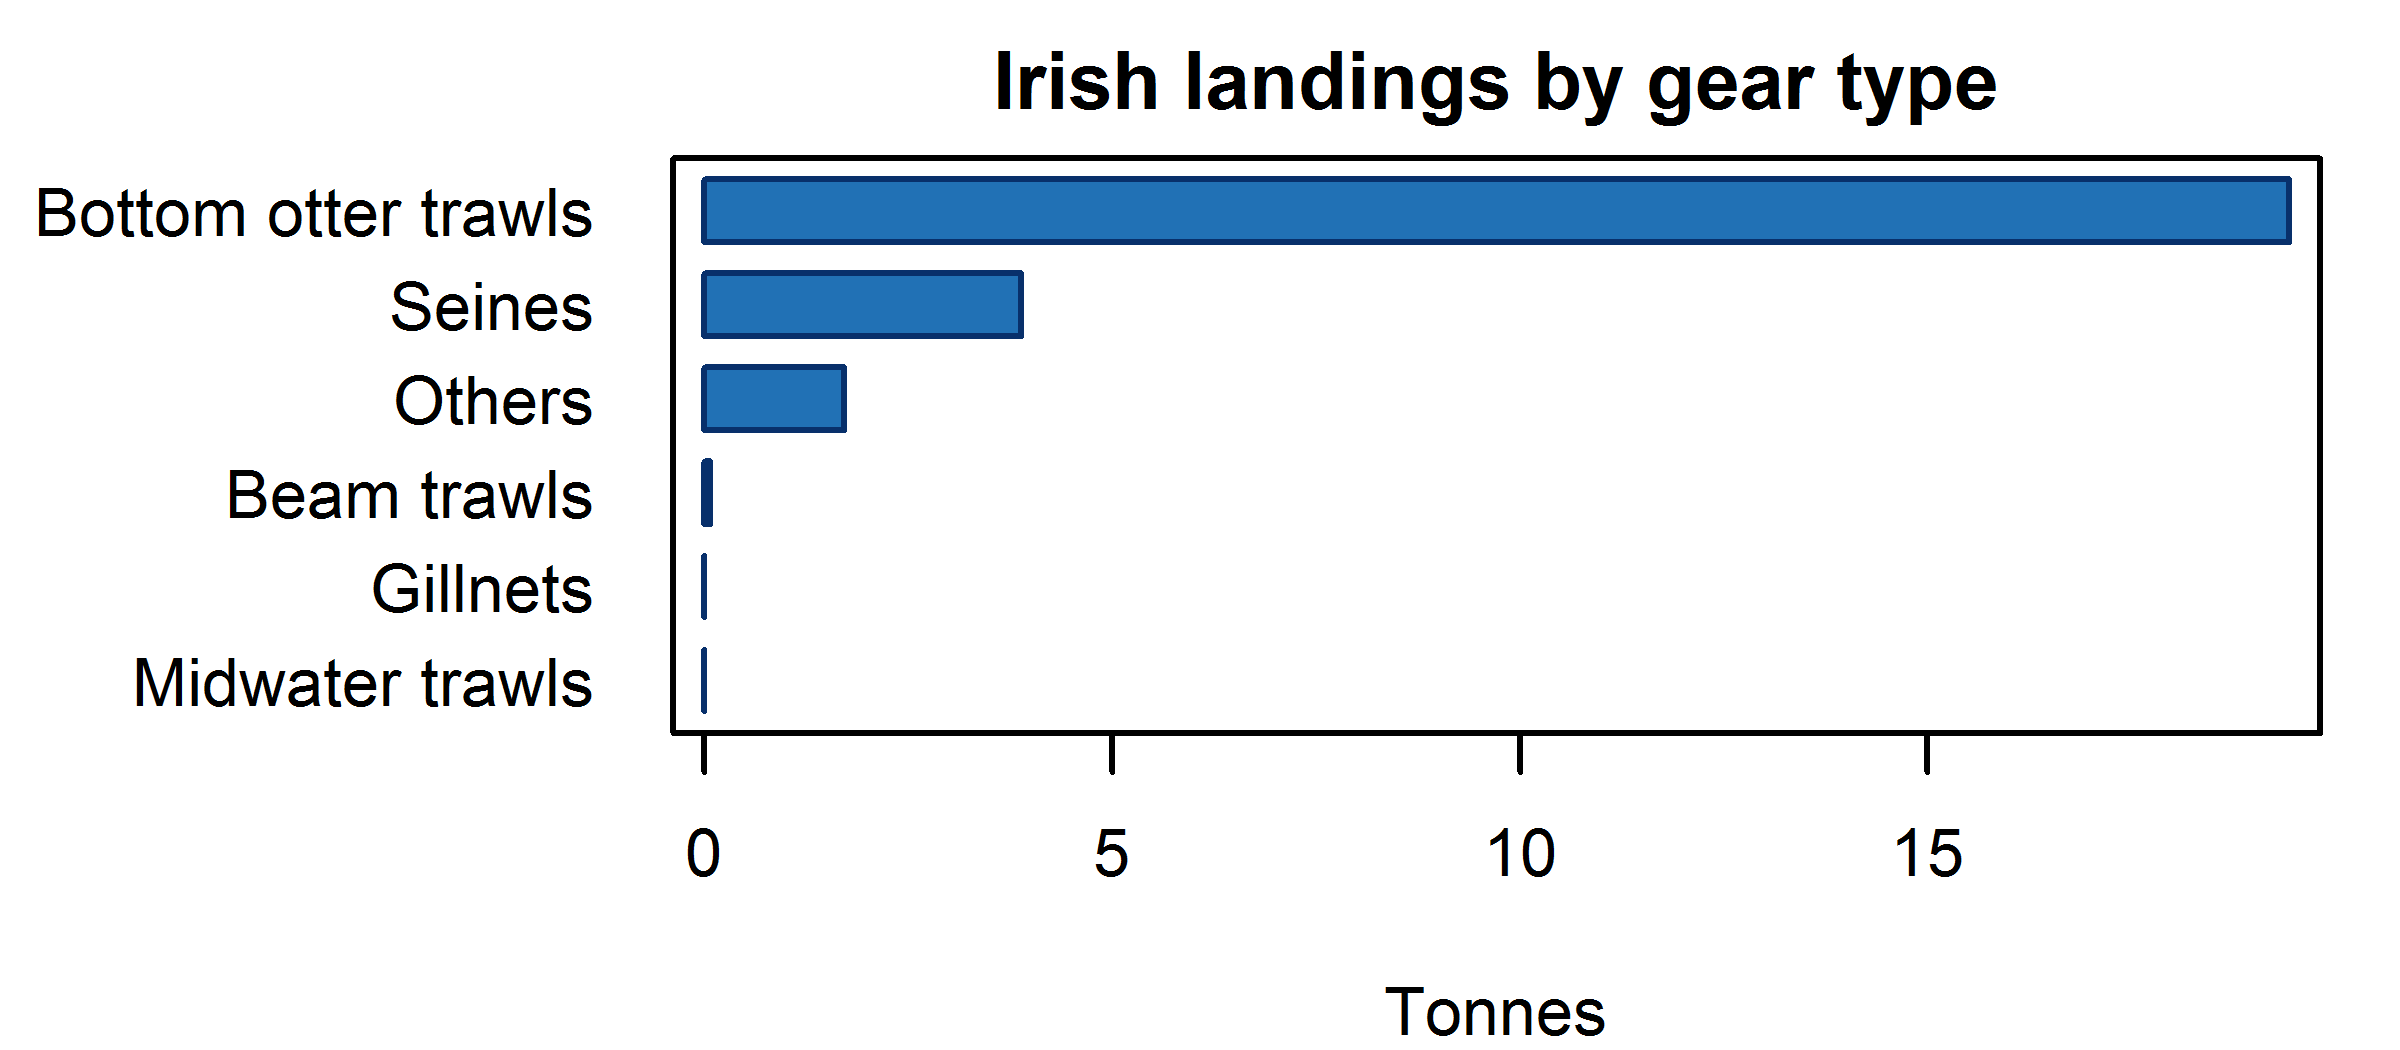 Irish landings by gear type
Bottom otter trawls
Seines
Others
Beam trawls
Gillnets
Midwater trawls
0 5 10 15
Tonnes